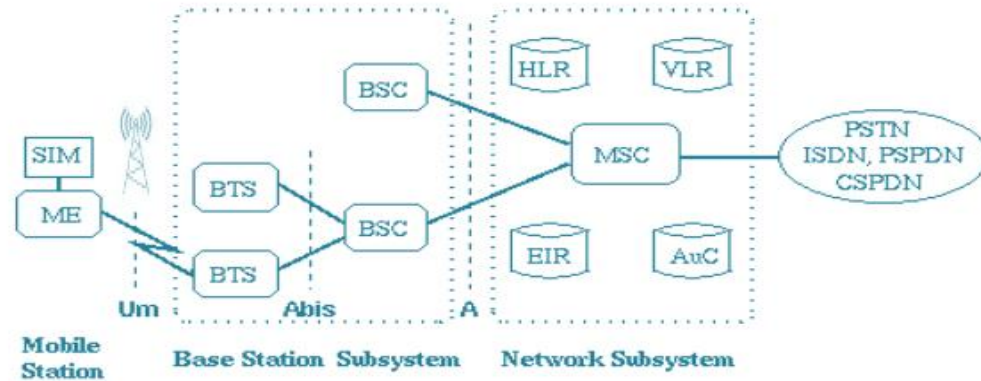 HLR
VLR
BSC
SIM
PSTN
ISDN, PSPDN
CSPDN
MSC
BTS
ME
BSC
BTS
EIR
AuC
Um
Abis
A
Mobile
Station
Base Station Subsystem
Network Subsystem